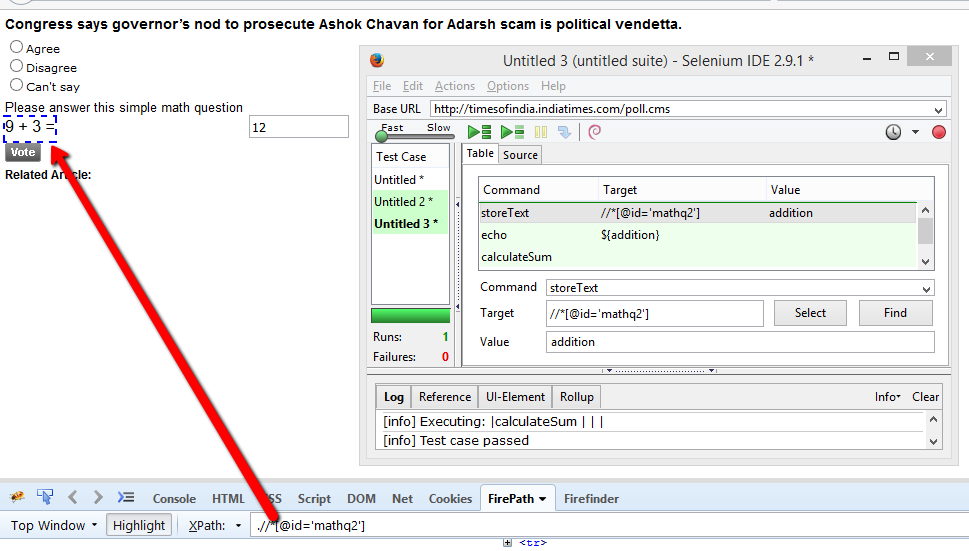 Congress says governor's nod to prosecute Ashok Chavan for Adarsh scam is political vendetta.
Agree
Disagree
Can't say
Please answer this simple math question
9 + 3 =
12
Vote
Related Article:
Untitled 3 (untitled suite) - Selenium IDE 2.9.1 *
File Edit Actions Options Help
Base URL http://timesofindia.indiatimes.com/poll.cms
Fast Slow
Test Case
Untitled *
Untitled 2 *
Untitled 3 *
Runs: 1
Failures: 0
Table Source
Command Target Value
storeText //*[@id='mathq2'] addition
echo ${addition}
calculateSum
Command storeText
Target //*[@id='mathq2'] Select Find
Value addition
Log Reference UI-Element Rollup Info Clear
[info] Executing: |calculateSum | | |
[info] Test case passed
Console HTML CSS Script DOM Net Cookies FirePath Firefinder
Top Window Highlight XPath: .//*[@id='mathq2']
<tr>